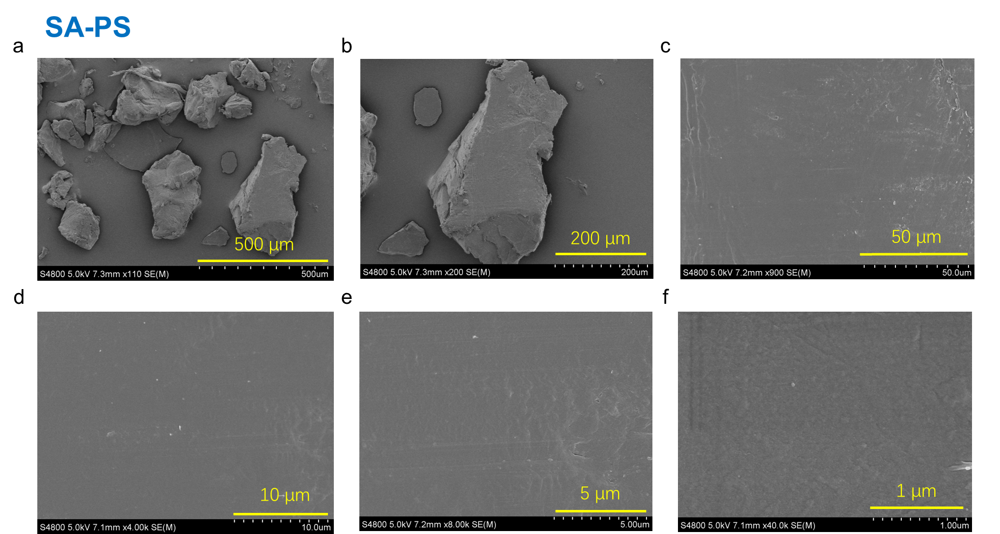 SA-PS
a
b
c
500 μm
S4800 5.0kV 7.3mm x110 SE(M) 500um
200 μm
S4800 5.0kV 7.3mm x200 SE(M) 200um
50 μm
S4800 5.0kV 7.2mm x900 SE(M) 50.0um
d
e
f
10 μm
S4800 5.0kV 7.1mm x4.00k SE(M) 10.0um
5 μm
S4800 5.0kV 7.2mm x8.00k SE(M) 5.00um
1 μm
S4800 5.0kV 7.1mm x40.0k SE(M) 1.00um